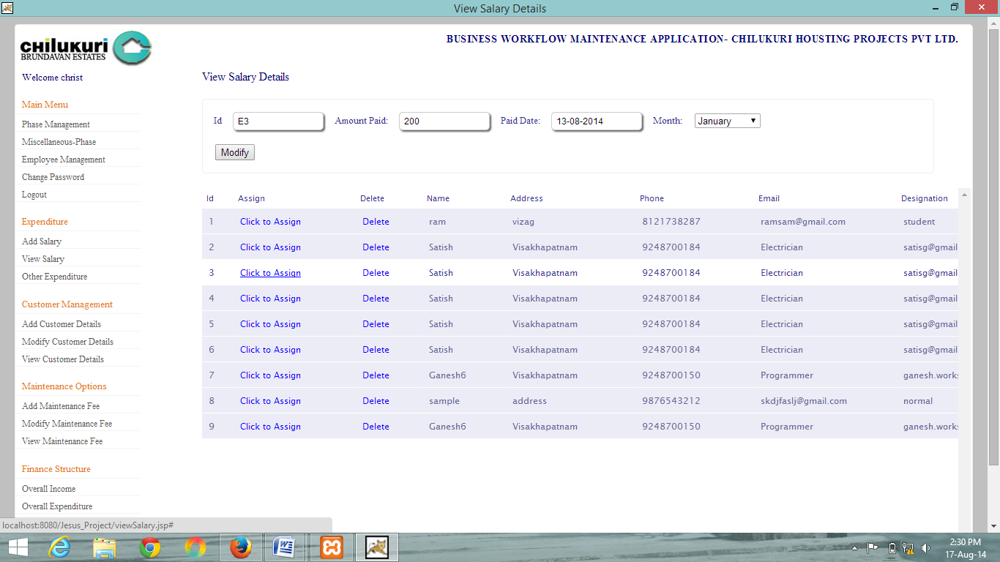 View Salary Details
chilukuri
BRUNDAVAN ESTATES
BUSINESS WORKFLOW MAINTENANCE APPLICATION- CHILUKURI HOUSTING PROJECTS PVT LTD.
Welcome christ
Main Menu
Phase Management
Miscellaneous-Phase
Employee Management
Change Password
Logout
Expenditure
Add Salary
View Salary
Other Expenditure
Customer Management
Add Customer Details
Modify Customer Details
View Customer Details
Maintenance Options
Add Maintenance Fee
Modify Maintenance Fee
View Maintenance Fee
Finance Structure
Overall Income
Overall Expenditure
View Salary Details
Id E3 Amount Paid: 200 Paid Date: 13-08-2014 Month: January
Modify
Id Assign Delete Name Address Phone Email Designation
1 Click to Assign Delete ram vizag 8121738287 ramsam@gmail.com student
2 Click to Assign Delete Satish Visakhapatnam 9248700184 Electrician satisg@gmail
3 Click to Assign Delete Satish Visakhapatnam 9248700184 Electrician satisg@gmail
4 Click to Assign Delete Satish Visakhapatnam 9248700184 Electrician satisg@gmail
5 Click to Assign Delete Satish Visakhapatnam 9248700184 Electrician satisg@gmail
6 Click to Assign Delete Satish Visakhapatnam 9248700184 Electrician satisg@gmail
7 Click to Assign Delete Ganesh6 Visakhapatnam 9248700150 Programmer ganesh.works
8 Click to Assign Delete sample address 9876543212 skdjfaslj@gmail.com normal
9 Click to Assign Delete Ganesh6 Visakhapatnam 9248700150 Programmer ganesh.works
localhost:8080/Jesus_Project/viewSalary.jsp#
2:30 PM
17-Aug-14